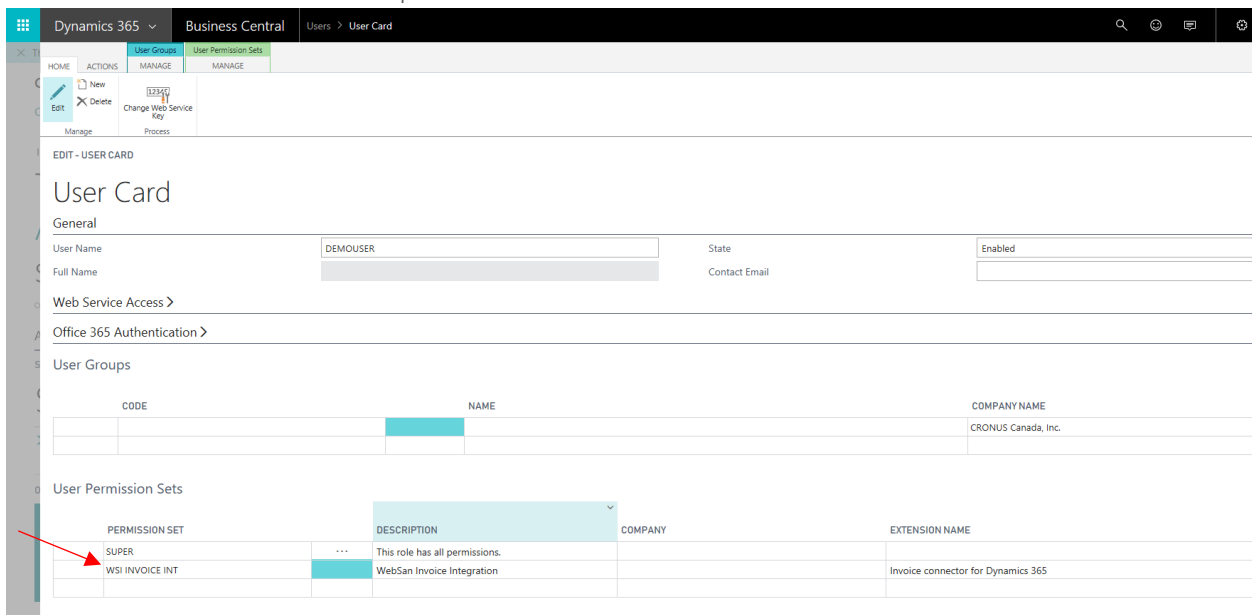 Dynamics 365 Business Central Users > User Card
User Groups User Permission Sets
HOME ACTIONS MANAGE MANAGE
Edit New Delete Change Web Service Key
Manage Process
EDIT - USER CARD
User Card
General
User Name DEMOUSER State Enabled
Full Name Contact Email
Web Service Access >
Office 365 Authentication >
User Groups
CODE NAME COMPANY NAME
CRONUS Canada, Inc.
User Permission Sets
PERMISSION SET DESCRIPTION COMPANY EXTENSION NAME
SUPER ... This role has all permissions.
WSI INVOICE INT WebSan Invoice Integration Invoice connector for Dynamics 365